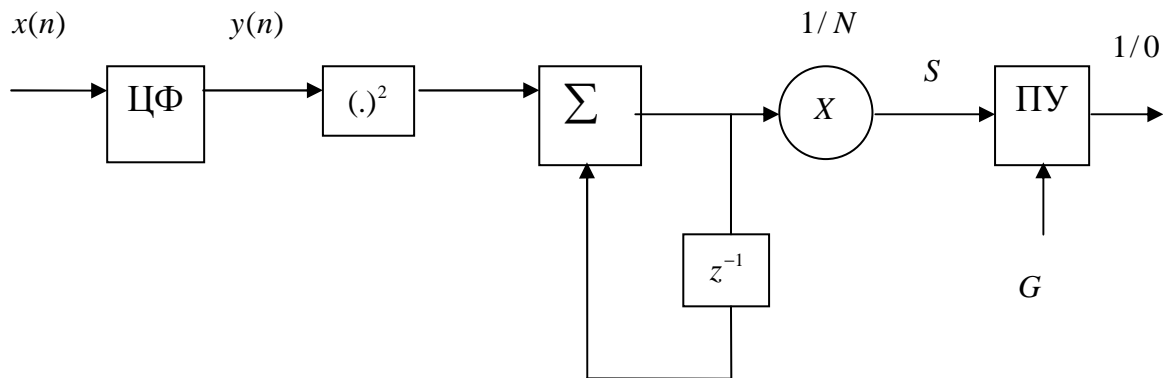 x(n)
y(n)
1/N
1/0
ЦФ
(.)²
∑
X
S
ПУ
z⁻¹
G